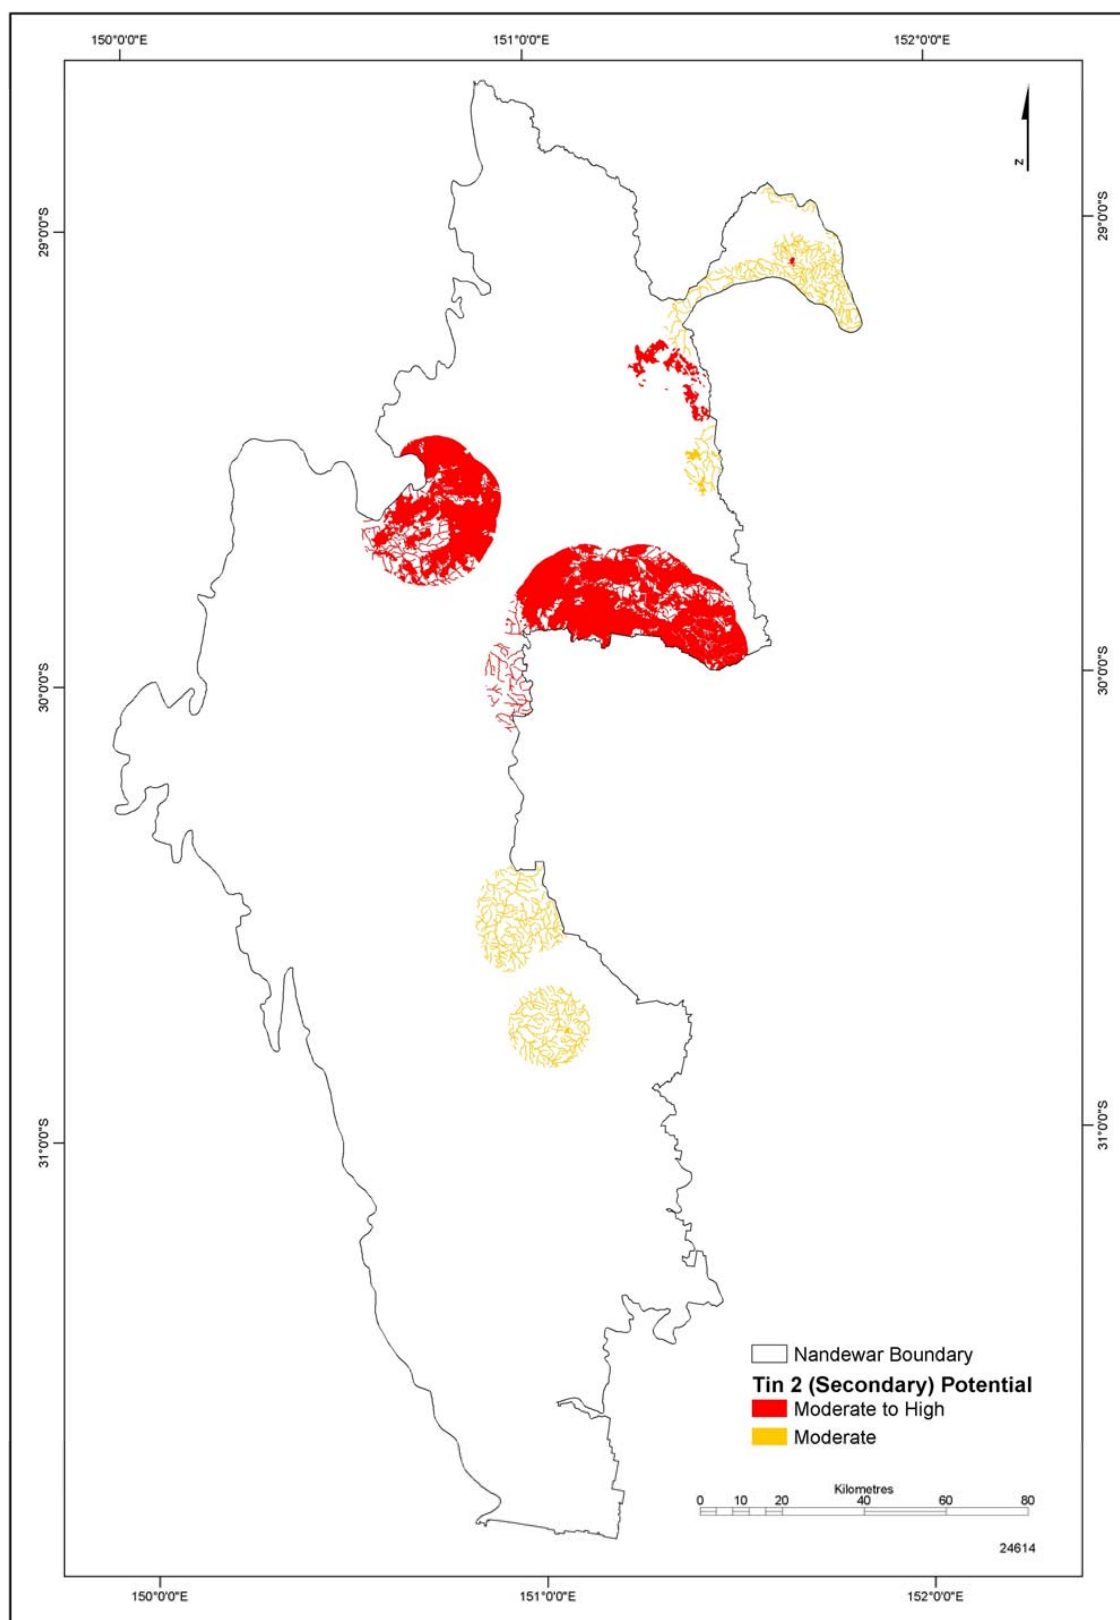 150°0'0"E 151°0'0"E 152°0'0"E
N
29°0'0"S 29°0'0"S
30°0'0"S 30°0'0"S
31°0'0"S 31°0'0"S
Nandewar Boundary
Tin 2 (Secondary) Potential
Moderate to High
Moderate
Kilometres
0 10 20 40 60 80
24614
150°0'0"E 151°0'0"E 152°0'0"E